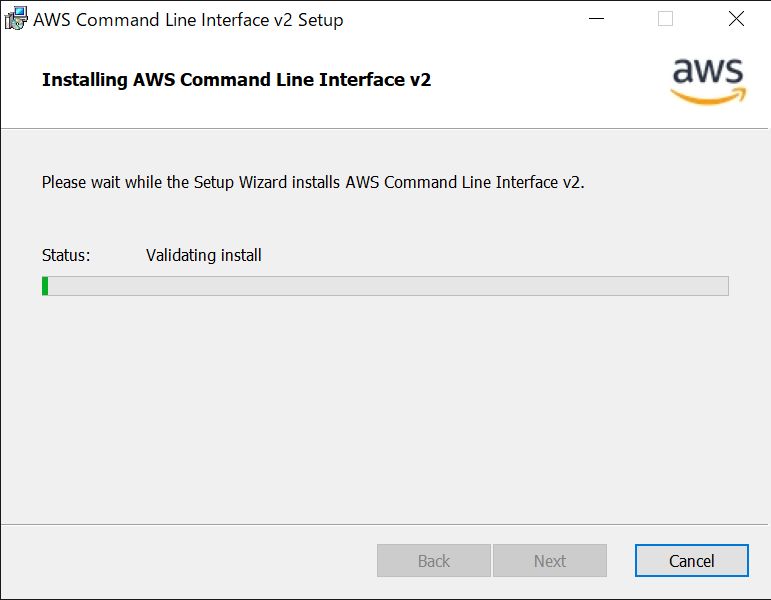 AWS Command Line Interface v2 Setup
Installing AWS Command Line Interface v2
aws
Please wait while the Setup Wizard installs AWS Command Line Interface v2.
Status: Validating install
Back Next Cancel